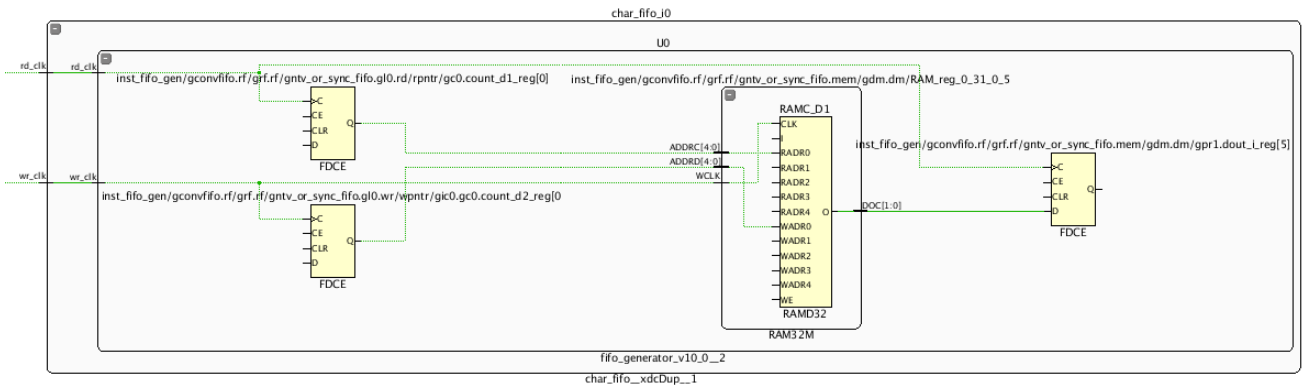 char_fifo_i0
U0
rd_clk
rd_clk
inst_fifo_gen/gconvfifo.rf/grf.rf/gntv_or_sync_fifo.gl0.rd/rpntr/gc0.count_d1_reg[0]
inst_fifo_gen/gconvfifo.rf/grf.rf/gntv_or_sync_fifo.mem/gdm.dm/RAM_reg_0_31_0_5
C
CE
CLR
D
Q
FDCE
RAMC_D1
CLK
I
RADR0
RADR1
RADR2
RADR3
RADR4
WADR0
WADR1
WADR2
WADR3
WADR4
WE
O
RAMD32
RAM32M
ADDRC[4:0]
ADDRD[4:0]
WCLK
DOC[1:0]
inst_fifo_gen/gconvfifo.rf/grf.rf/gntv_or_sync_fifo.mem/gdm.dm/gpr1.dout_i_reg[5]
C
CE
CLR
D
Q
FDCE
wr_clk
wr_clk
inst_fifo_gen/gconvfifo.rf/grf.rf/gntv_or_sync_fifo.gl0.wr/wpntr/gic0.gc0.count_d2_reg[0
C
CE
CLR
D
Q
FDCE
fifo_generator_v10_0__2
char_fifo__xdcDup__1